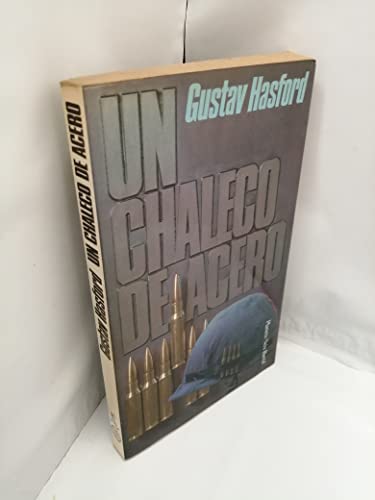 Gustav Hasford
UN
CHALECO
DE ACERO
Gustav Hasford UN CHALECO DE ACERO